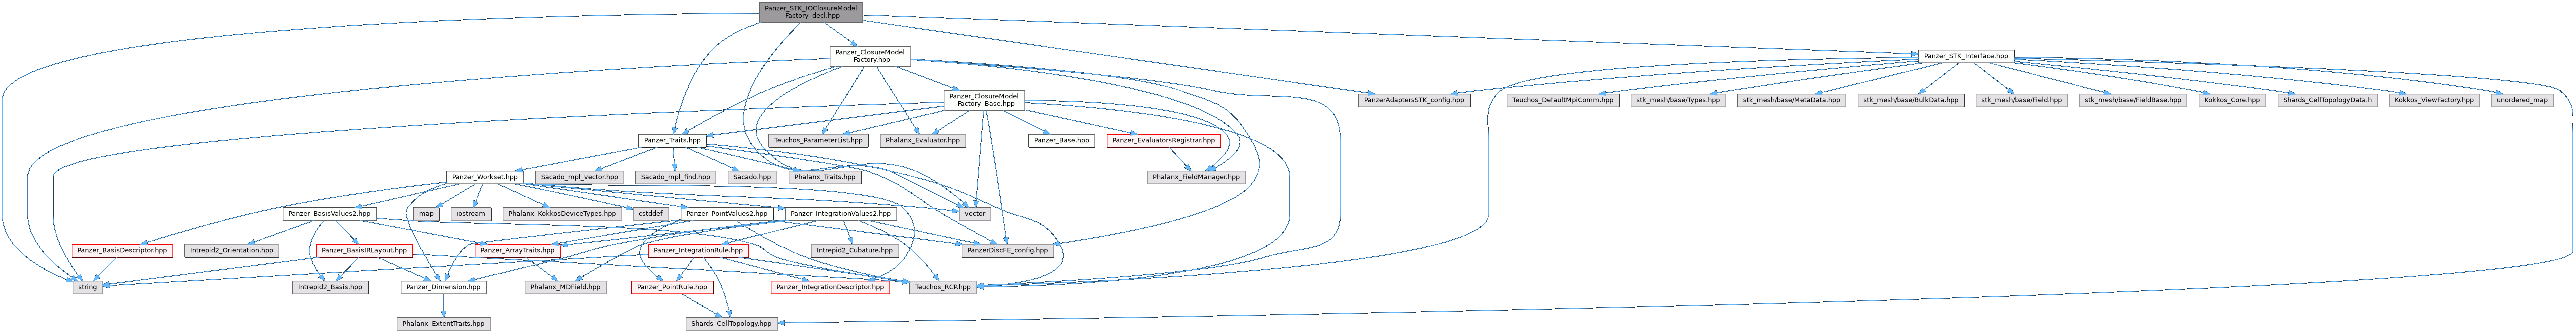 Panzer_STK_IOClosureModel
_Factory_decl.hpp
Panzer_ClosureModel
_Factory.hpp
Panzer_STK_Interface.hpp
Panzer_ClosureModel
_Factory_Base.hpp
PanzerAdaptersSTK_config.hpp
Teuchos_DefaultMpiComm.hpp
stk_mesh/base/Types.hpp
stk_mesh/base/MetaData.hpp
stk_mesh/base/BulkData.hpp
stk_mesh/base/Field.hpp
stk_mesh/base/FieldBase.hpp
Kokkos_Core.hpp
Shards_CellTopologyData.h
Kokkos_ViewFactory.hpp
unordered_map
Panzer_Traits.hpp
Teuchos_ParameterList.hpp
Phalanx_Evaluator.hpp
Panzer_Base.hpp
Panzer_EvaluatorsRegistrar.hpp
Panzer_Workset.hpp
Sacado_mpl_vector.hpp
Sacado_mpl_find.hpp
Sacado.hpp
Phalanx_Traits.hpp
Phalanx_FieldManager.hpp
Panzer_BasisValues2.hpp
map
iostream
Phalanx_KokkosDeviceTypes.hpp
cstddef
Panzer_PointValues2.hpp
Panzer_IntegrationValues2.hpp
vector
Panzer_BasisDescriptor.hpp
Intrepid2_Orientation.hpp
Panzer_BasisIRLayout.hpp
Panzer_ArrayTraits.hpp
Panzer_IntegrationRule.hpp
Intrepid2_Cubature.hpp
PanzerDiscFE_config.hpp
string
Intrepid2_Basis.hpp
Panzer_Dimension.hpp
Phalanx_MDField.hpp
Panzer_PointRule.hpp
Panzer_IntegrationDescriptor.hpp
Teuchos_RCP.hpp
Phalanx_ExtentTraits.hpp
Shards_CellTopology.hpp